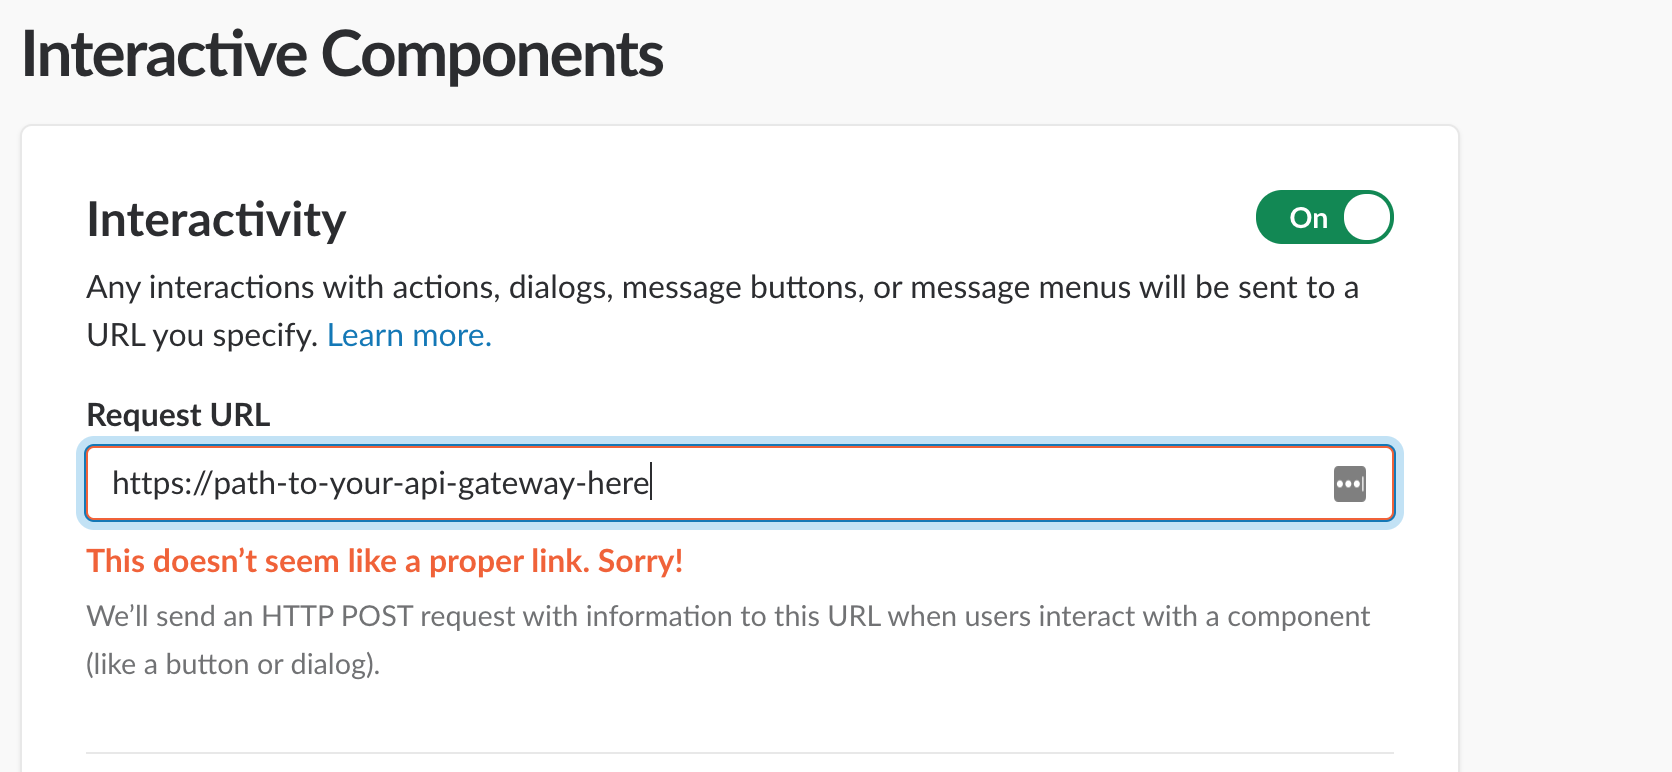 Interactive Components
Interactivity
On
Any interactions with actions, dialogs, message buttons, or message menus will be sent to a
URL you specify. Learn more.
Request URL
https://path-to-your-api-gateway-here
This doesn’t seem like a proper link. Sorry!
We’ll send an HTTP POST request with information to this URL when users interact with a component
(like a button or dialog).